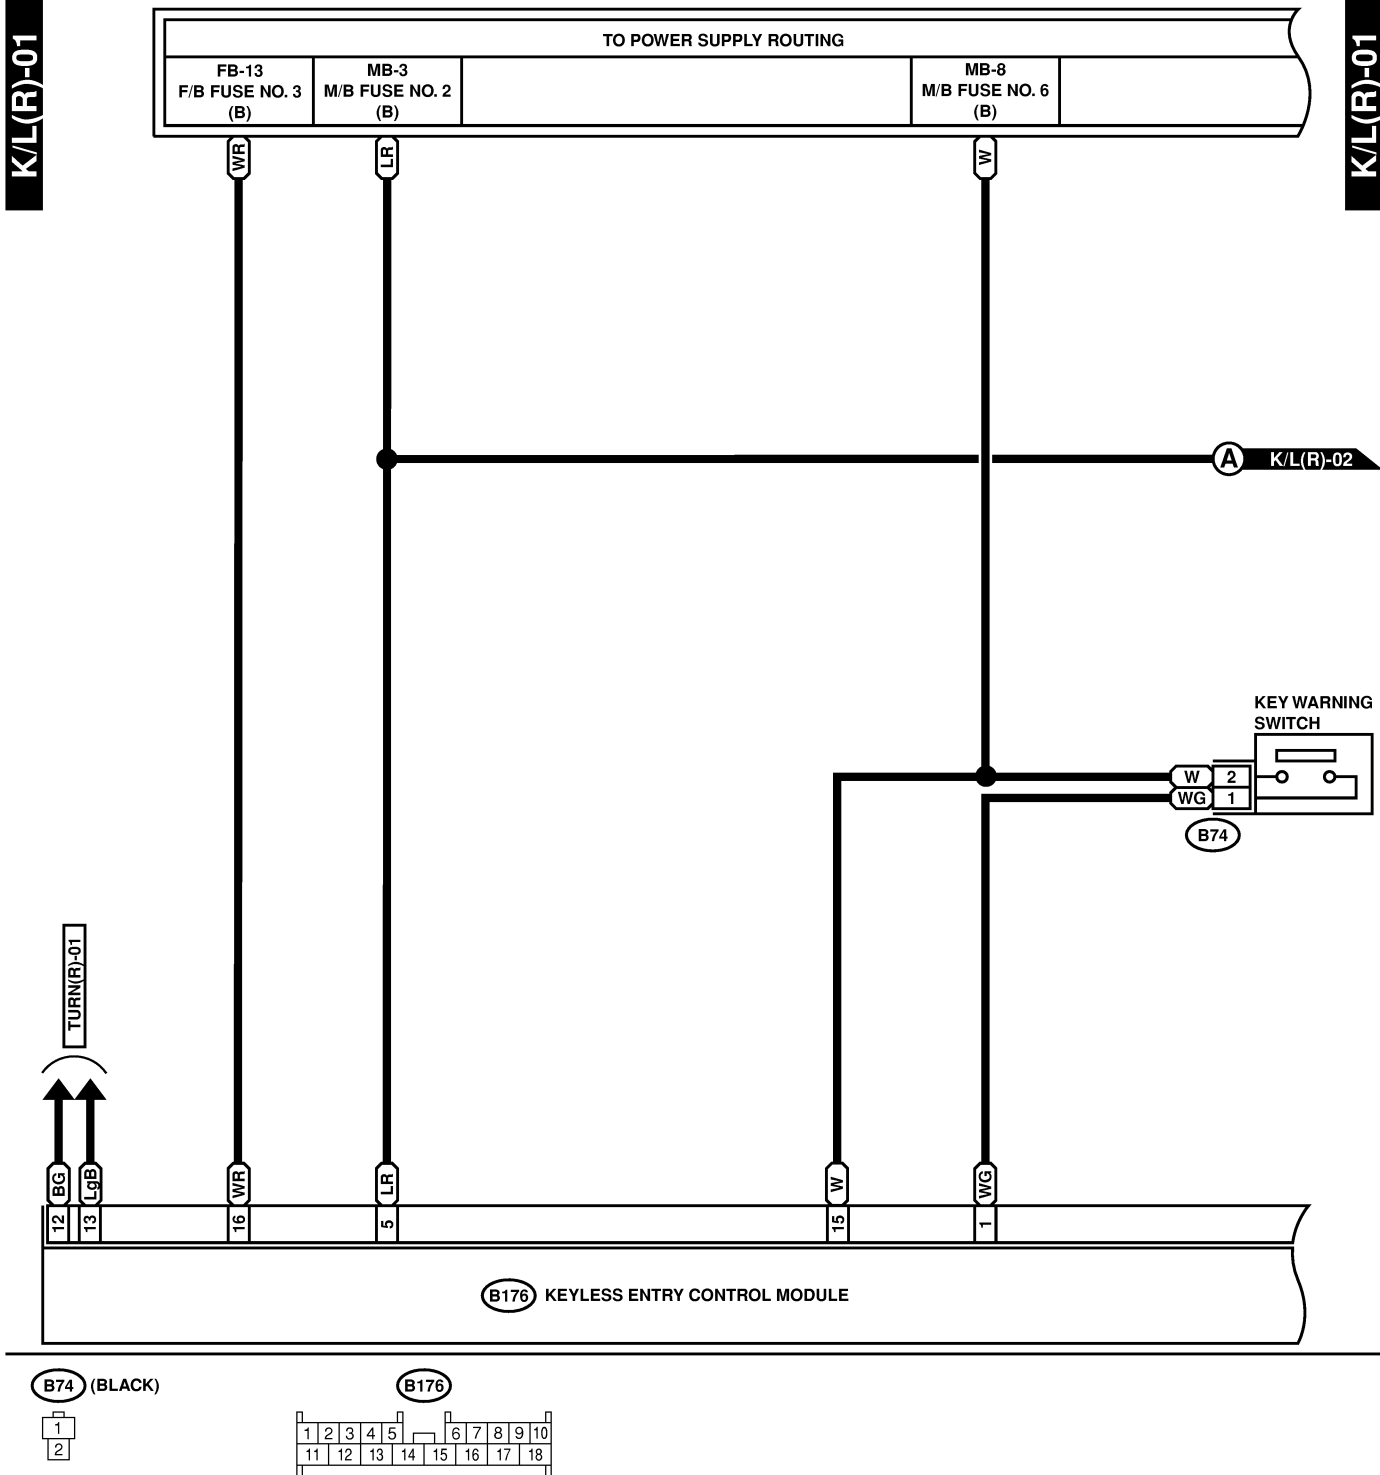 K/L(R)-01
K/L(R)-01
TO POWER SUPPLY ROUTING
FB-13
F/B FUSE NO. 3
(B)
MB-3
M/B FUSE NO. 2
(B)
MB-8
M/B FUSE NO. 6
(B)
WR
LR
W
A
K/L(R)-02
KEY WARNING
SWITCH
W 2
WG 1
B74
TURN(R)-01
BG
LgB
WR
LR
W
WG
12
13
16
5
15
1
B176 KEYLESS ENTRY CONTROL MODULE
B74 (BLACK)
1
2
B176
1 2 3 4 5 6 7 8 9 10
11 12 13 14 15 16 17 18